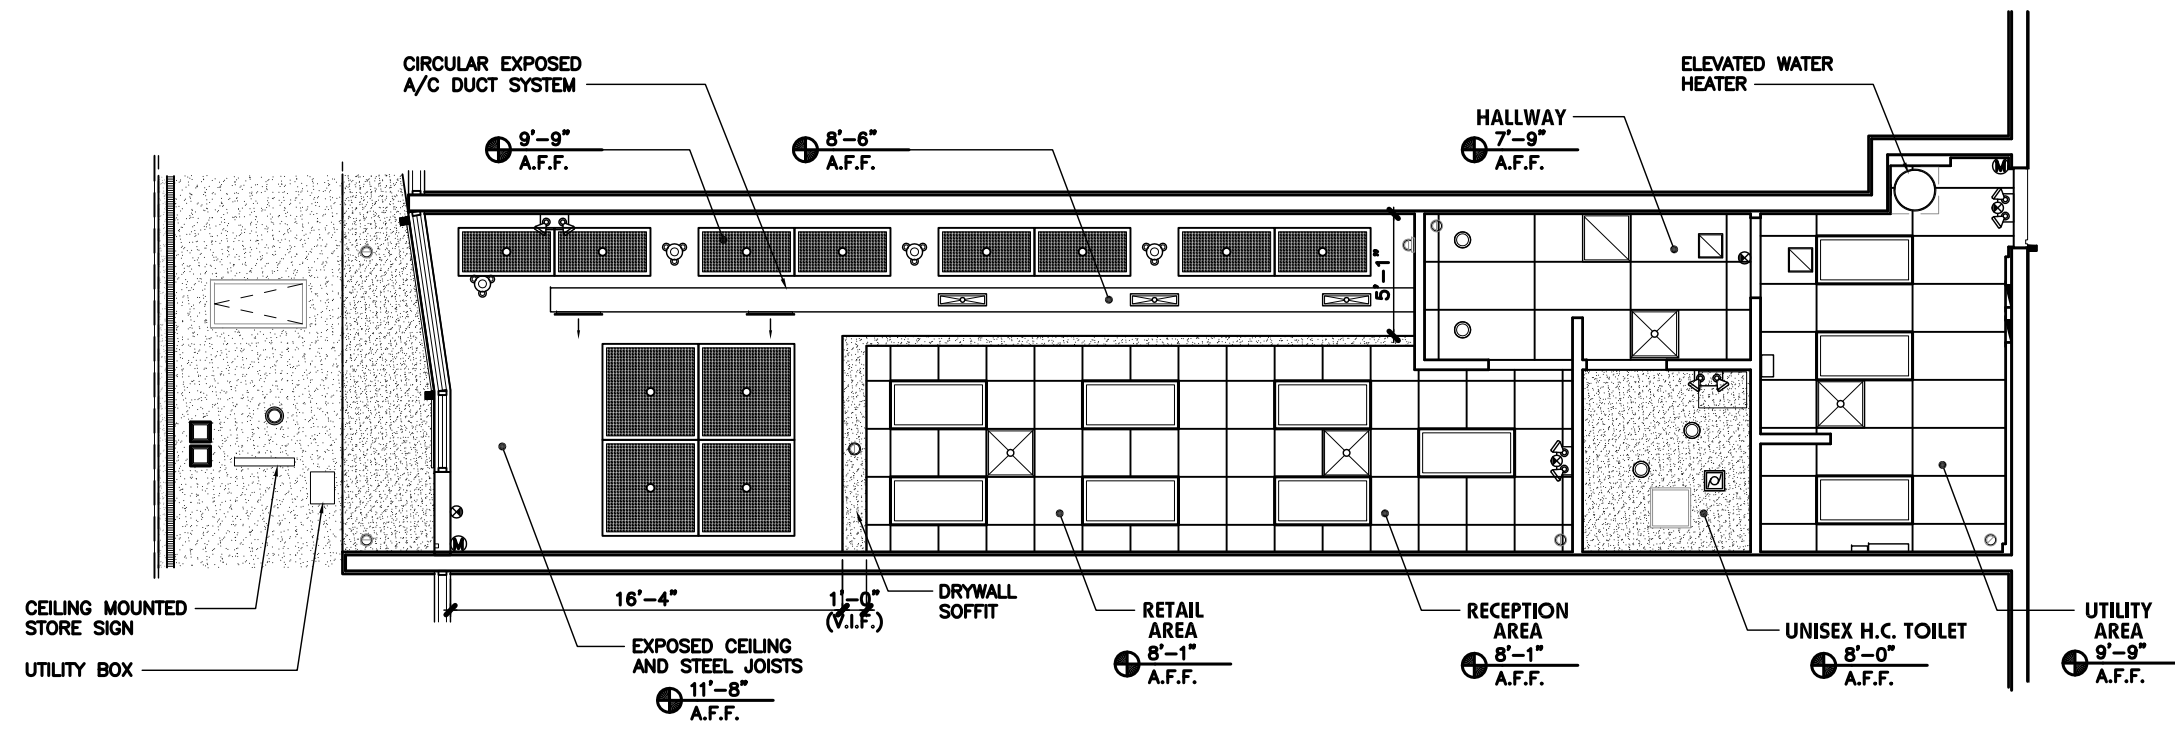 CIRCULAR EXPOSED
A/C DUCT SYSTEM
ELEVATED WATER
HEATER
HALLWAY
9'-9"
A.F.F.
8'-6"
A.F.F.
7'-9"
A.F.F.
M
5'-1"
M
16'-4"
1'-0"
(V.I.F.)
DRYWALL
SOFFIT
CEILING MOUNTED
STORE SIGN
UTILITY BOX
EXPOSED CEILING
AND STEEL JOISTS
11'-8"
A.F.F.
RETAIL
AREA
8'-1"
A.F.F.
RECEPTION
AREA
8'-1"
A.F.F.
UNISEX H.C. TOILET
8'-0"
A.F.F.
UTILITY
AREA
9'-9"
A.F.F.